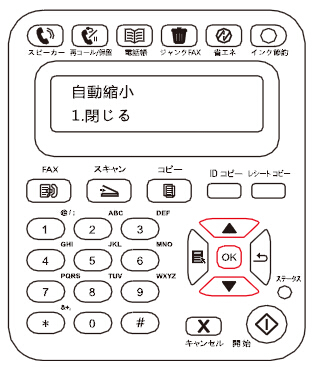 スピーカー 再コール/保留 電話帳 ジャンクFAX 省エネ インク節約
自動縮小
1.閉じる
FAX スキャン コピー IDコピー レシートコピー
@/: ABC DEF
1 2 3
GHI JKL MNO
4 5 6 OK
PQRS TUV WXYZ
7 8 9 ステータス
&+,
* 0 # X
キャンセル 開始